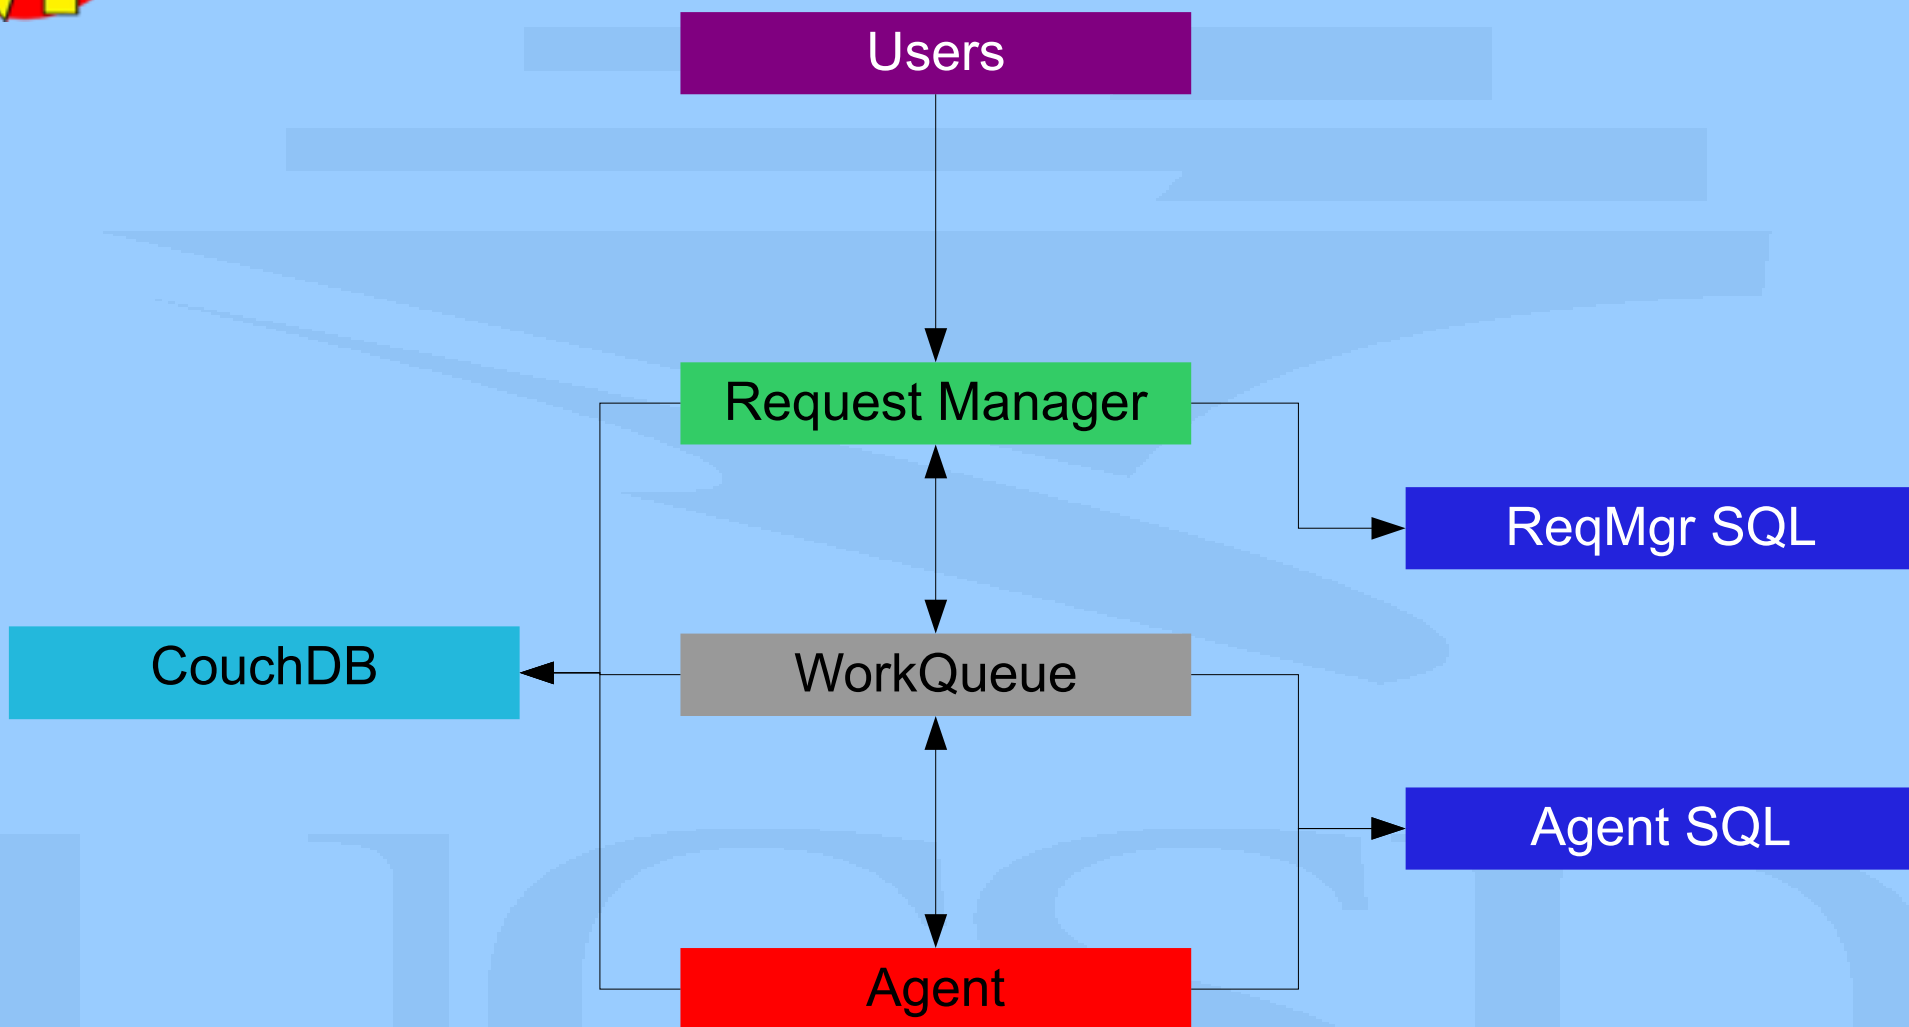 Users
Request Manager
ReqMgr SQL
CouchDB
WorkQueue
Agent SQL
Agent